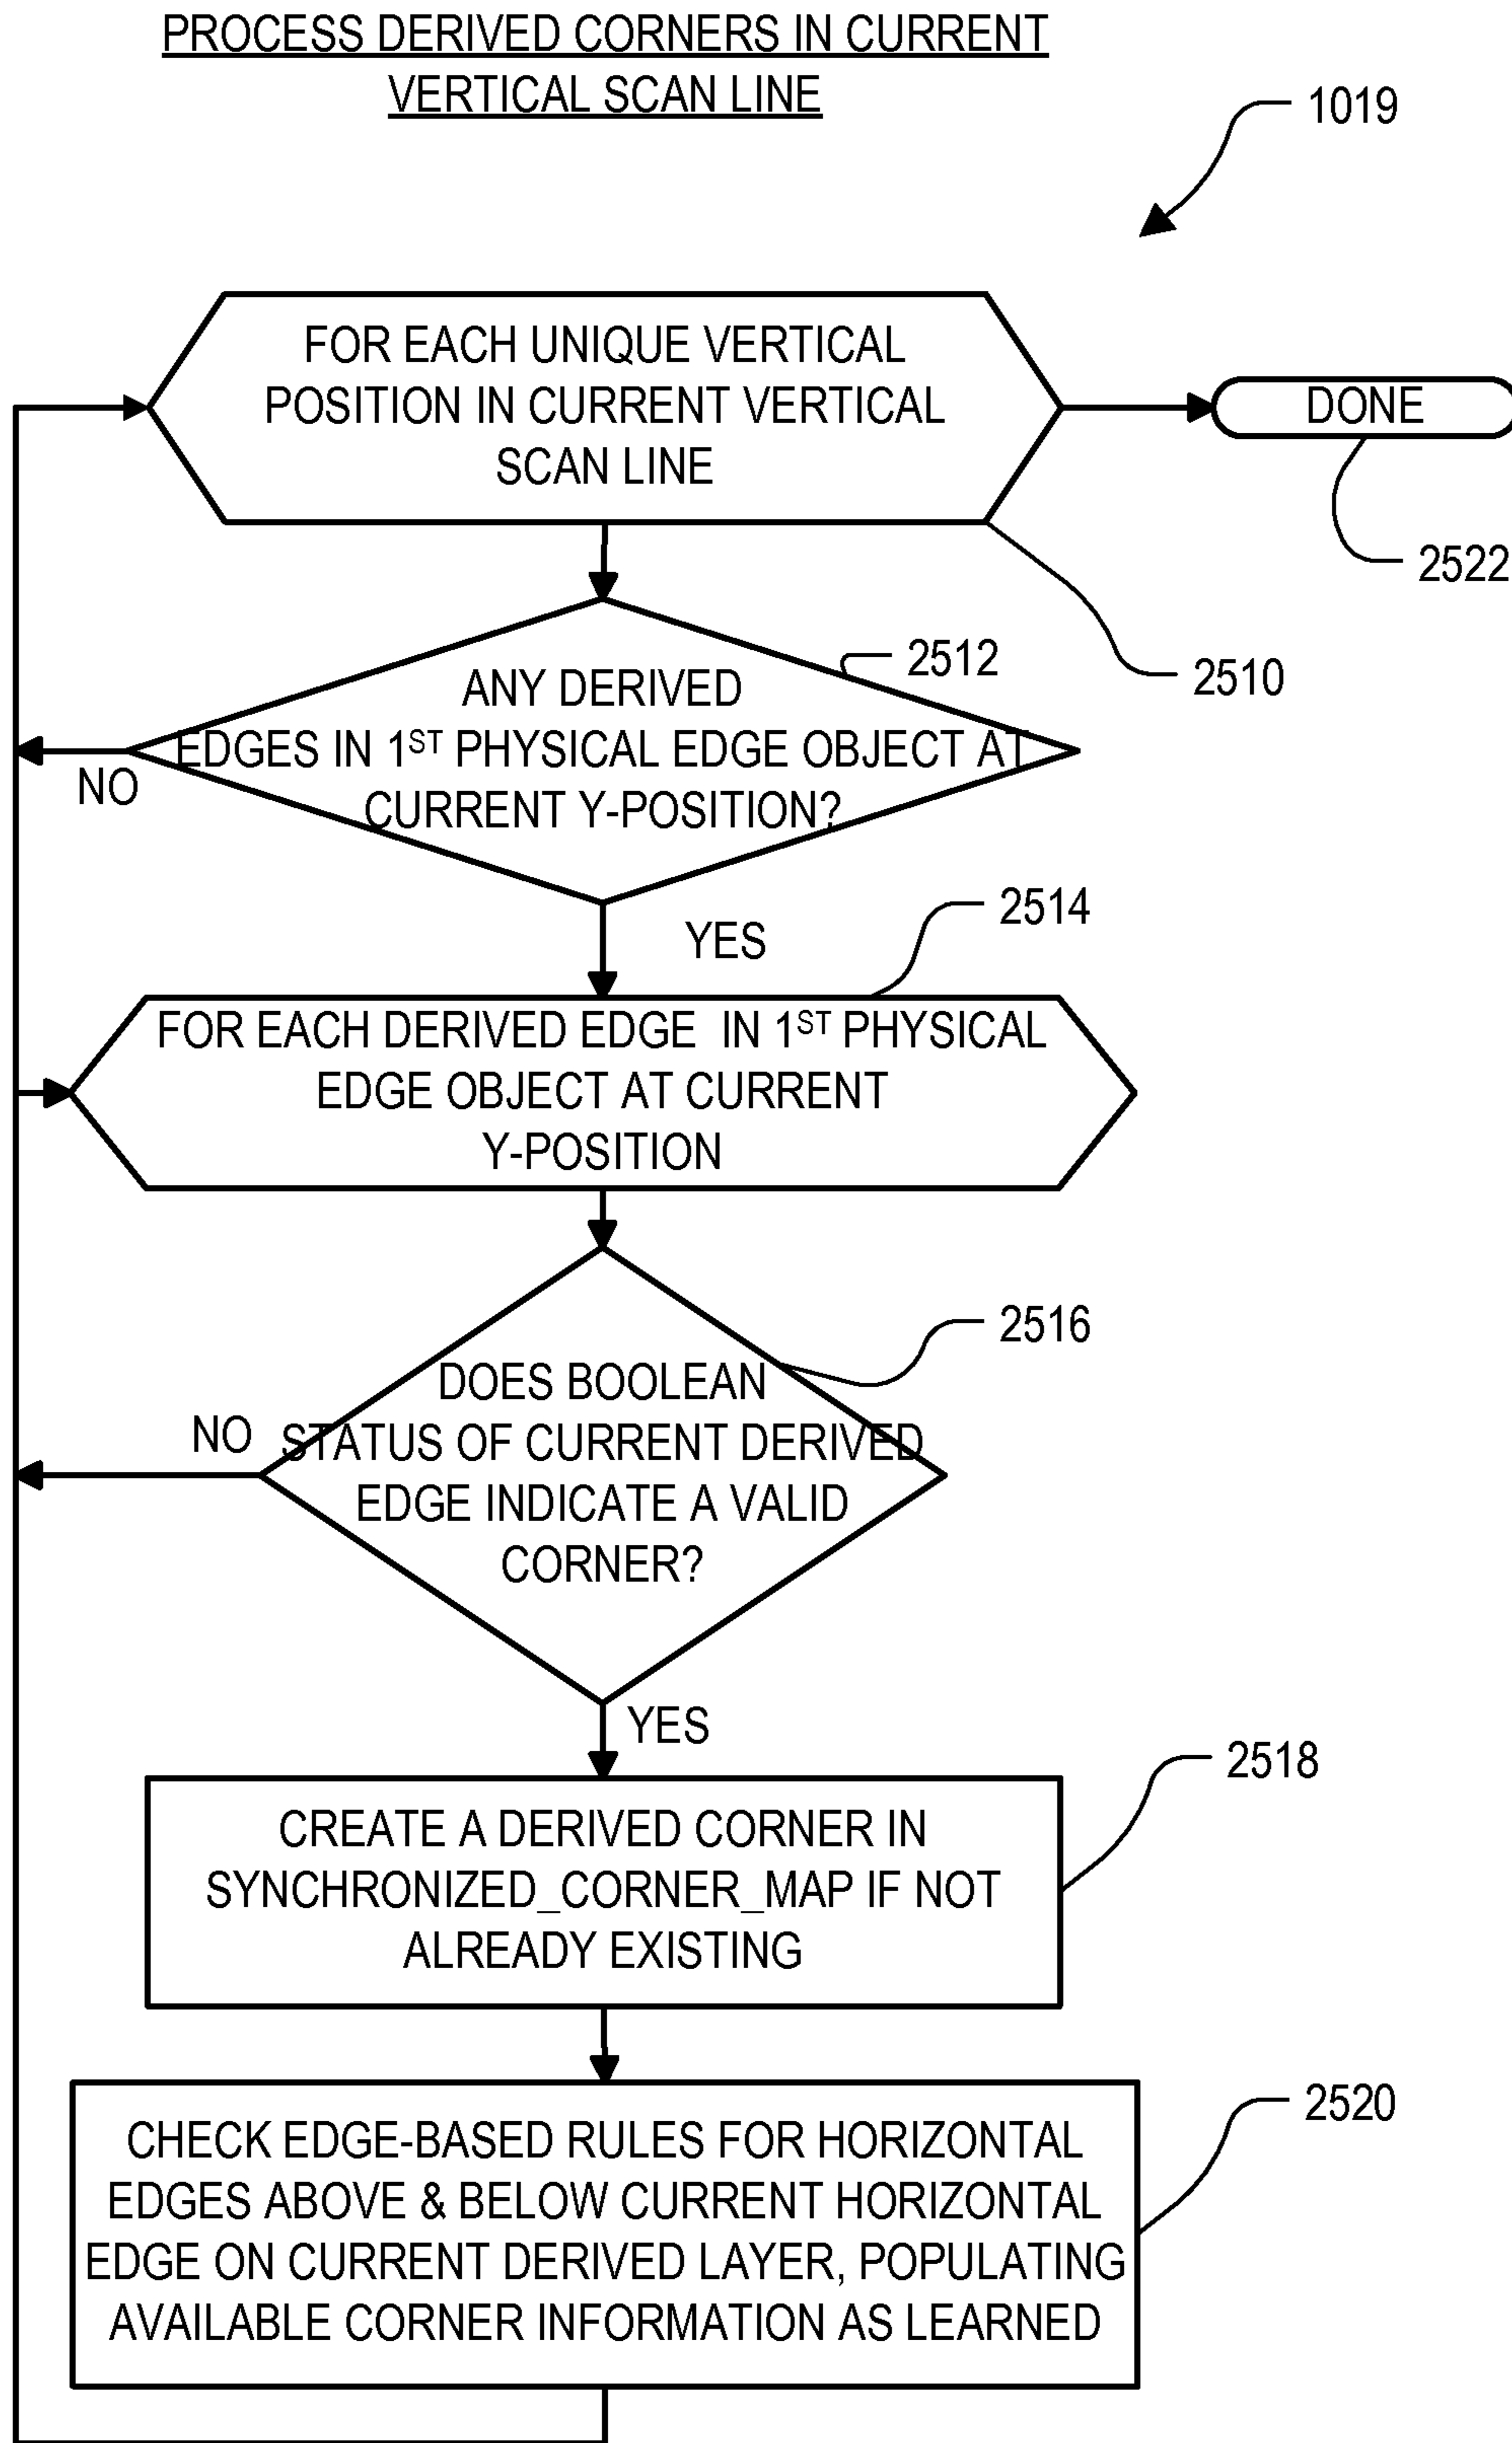 PROCESS DERIVED CORNERS IN CURRENT
VERTICAL SCAN LINE
1019
FOR EACH UNIQUE VERTICAL
POSITION IN CURRENT VERTICAL
SCAN LINE
DONE
2522
2510
2512
ANY DERIVED
EDGES IN 1ST PHYSICAL EDGE OBJECT AT
CURRENT Y-POSITION?
NO
YES
2514
FOR EACH DERIVED EDGE IN 1ST PHYSICAL
EDGE OBJECT AT CURRENT
Y-POSITION
2516
DOES BOOLEAN
STATUS OF CURRENT DERIVED
EDGE INDICATE A VALID
CORNER?
NO
YES
2518
CREATE A DERIVED CORNER IN
SYNCHRONIZED_CORNER_MAP IF NOT
ALREADY EXISTING
2520
CHECK EDGE-BASED RULES FOR HORIZONTAL
EDGES ABOVE & BELOW CURRENT HORIZONTAL
EDGE ON CURRENT DERIVED LAYER, POPULATING
AVAILABLE CORNER INFORMATION AS LEARNED